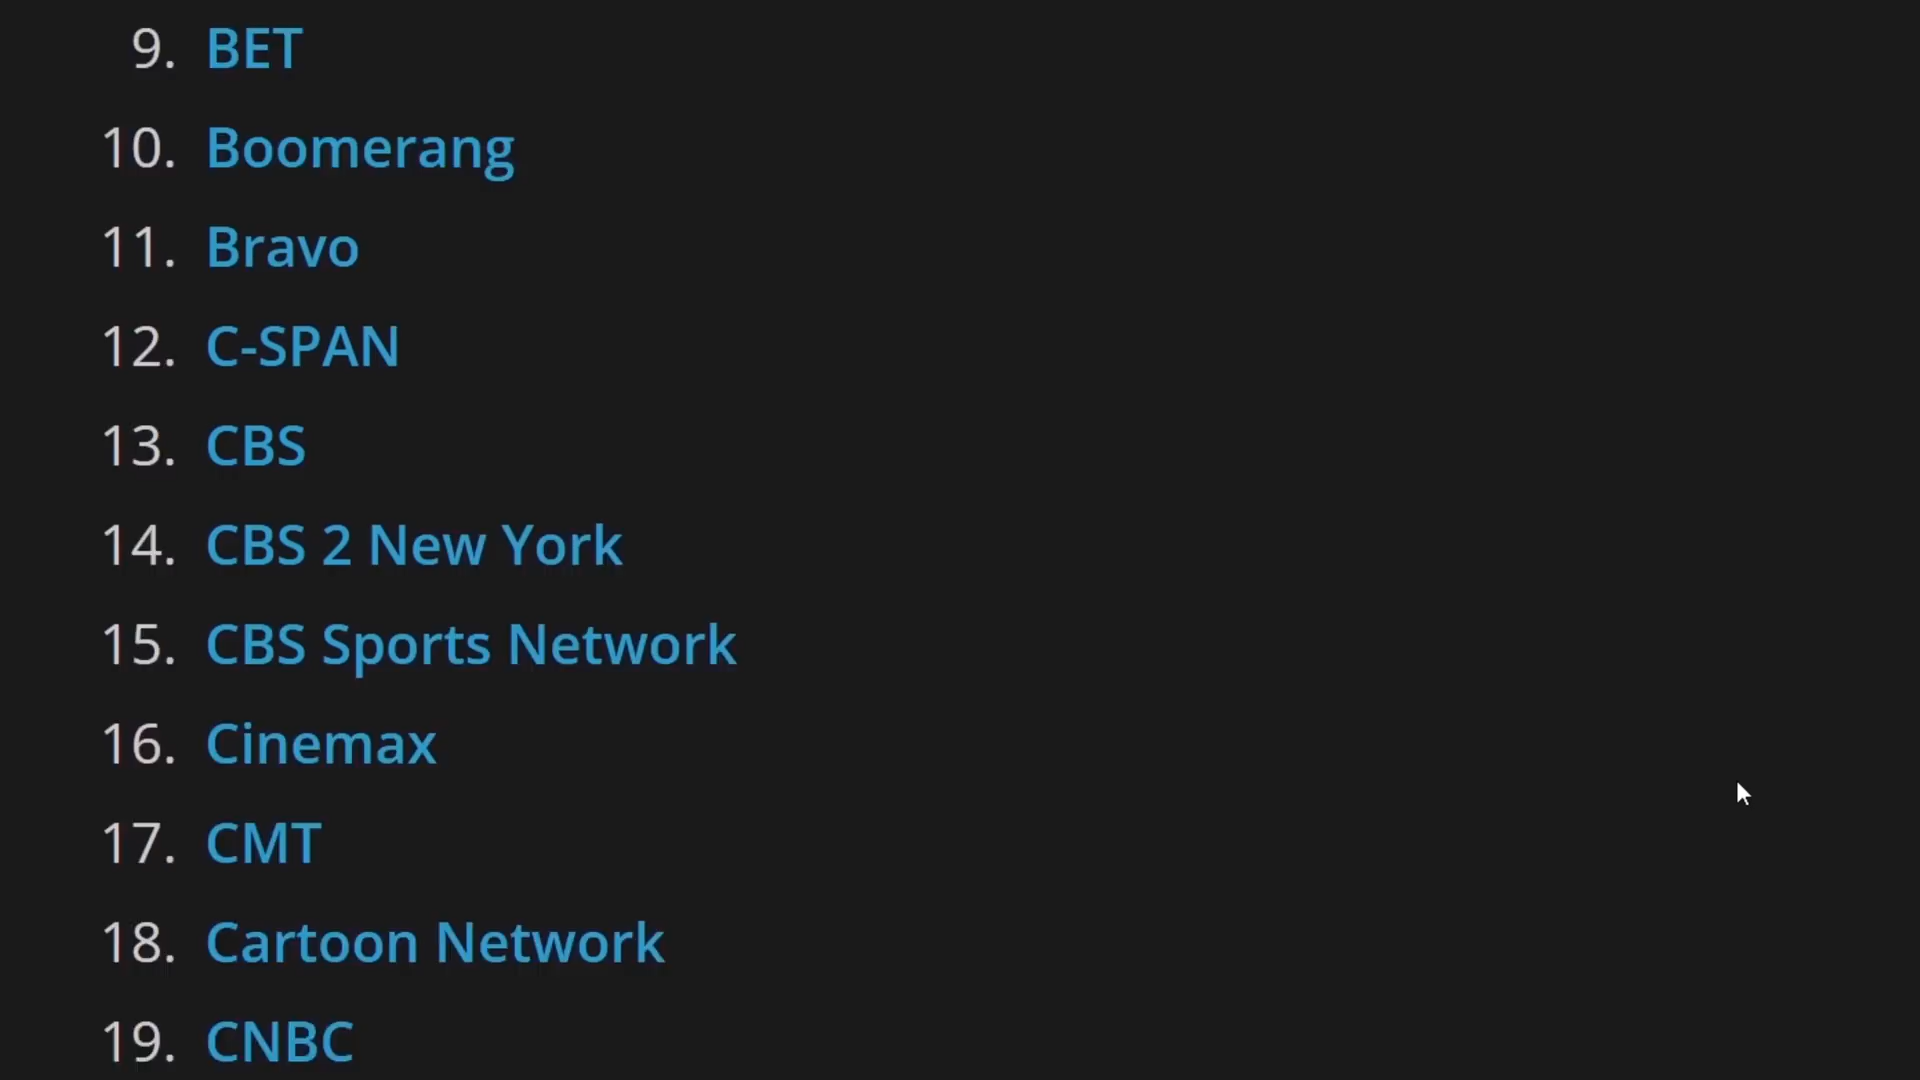 9. BET
10. Boomerang
11. Bravo
12. C-SPAN
13. CBS
14. CBS 2 New York
15. CBS Sports Network
16. Cinemax
17. CMT
18. Cartoon Network
19. CNBC